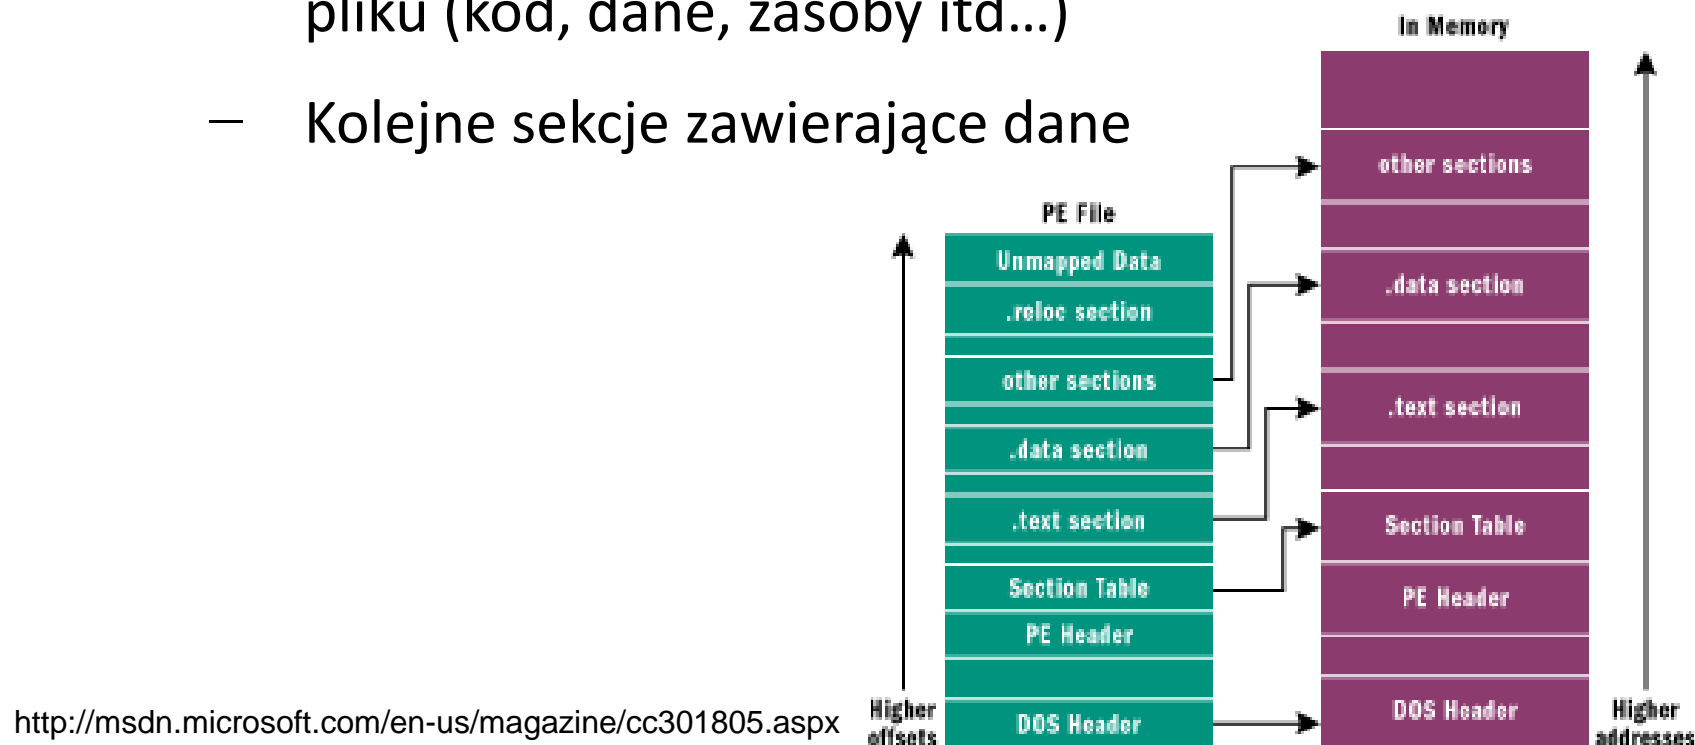 pliku (kod, dane, zasoby itd…)
– Kolejne sekcje zawierające dane
In Memory
other sections
.data section
.text section
Section Table
PE Header
DOS Header
Higher
addresses
PE File
Unmapped Data
.reloc section
other sections
.data section
.text section
Section Table
PE Header
DOS Header
Higher
offsets
http://msdn.microsoft.com/en-us/magazine/cc301805.aspx